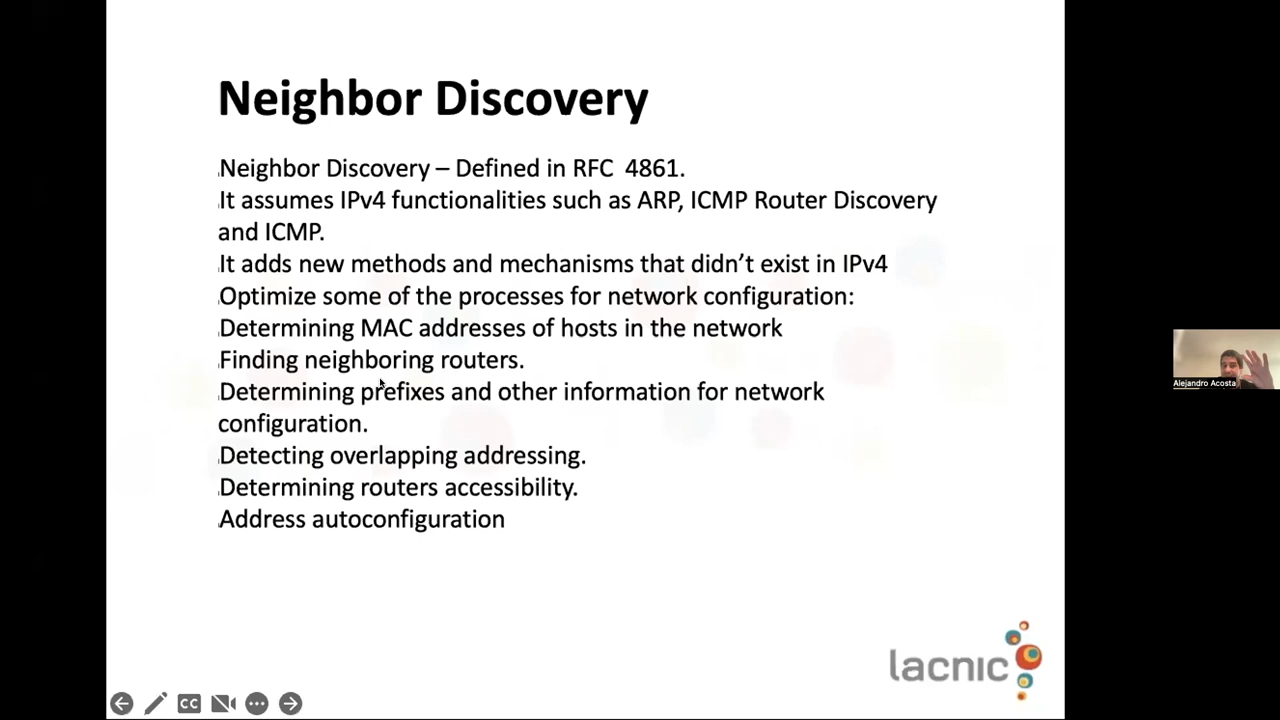 Neighbor Discovery
Neighbor Discovery – Defined in RFC  4861.
It assumes IPv4 functionalities such as ARP, ICMP Router Discovery
and ICMP.
It adds new methods and mechanisms that didn’t exist in IPv4
Optimize some of the processes for network configuration:
Determining MAC addresses of hosts in the network
Finding neighboring routers.
Determining prefixes and other information for network
configuration.
Detecting overlapping addressing.
Determining routers accessibility.
Address autoconfiguration
Alejandro Acosta
lacnic
CC